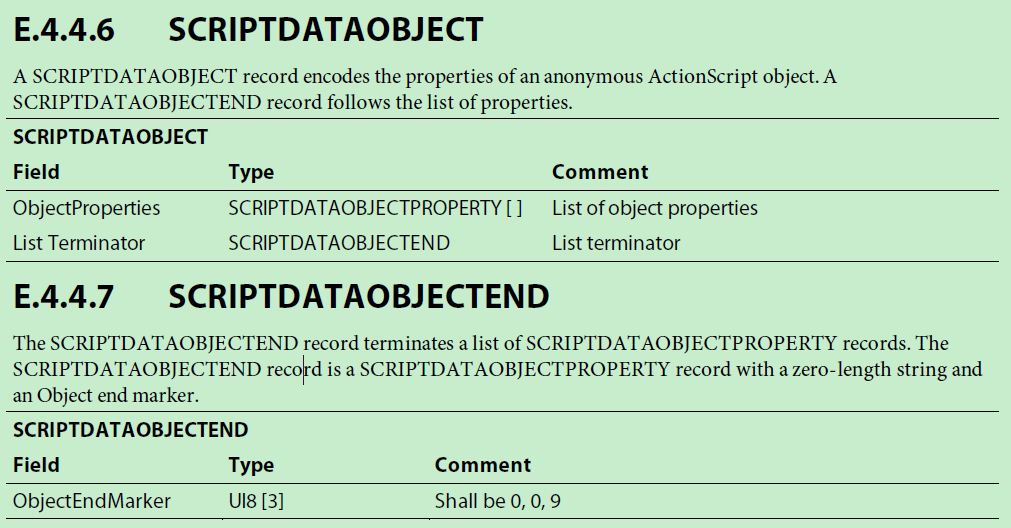 E.4.4.6 SCRIPTDATAOBJECT
A SCRIPTDATAOBJECT record encodes the properties of an anonymous ActionScript object. A
SCRIPTDATAOBJECTEND record follows the list of properties.
SCRIPTDATAOBJECT
Field Type Comment
ObjectProperties SCRIPTDATAOBJECTPROPERTY [ ] List of object properties
List Terminator SCRIPTDATAOBJECTEND List terminator
E.4.4.7 SCRIPTDATAOBJECTEND
The SCRIPTDATAOBJECTEND record terminates a list of SCRIPTDATAOBJECTPROPERTY records. The
SCRIPTDATAOBJECTEND record is a SCRIPTDATAOBJECTPROPERTY record with a zero-length string and
an Object end marker.
SCRIPTDATAOBJECTEND
Field Type Comment
ObjectEndMarker UI8 [3] Shall be 0, 0, 9